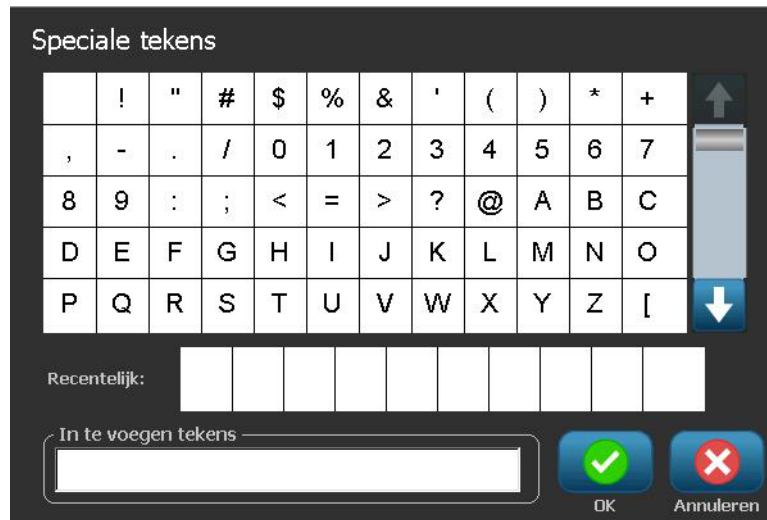 Speciale tekens
! " # $ % & ' ( ) * +
, - . / 0 1 2 3 4 5 6 7
8 9 : ; < = > ? @ A B C
D E F G H I J K L M N O
P Q R S T U V W X Y Z [
Recentelijk:
In te voegen tekens
OK Annuleren